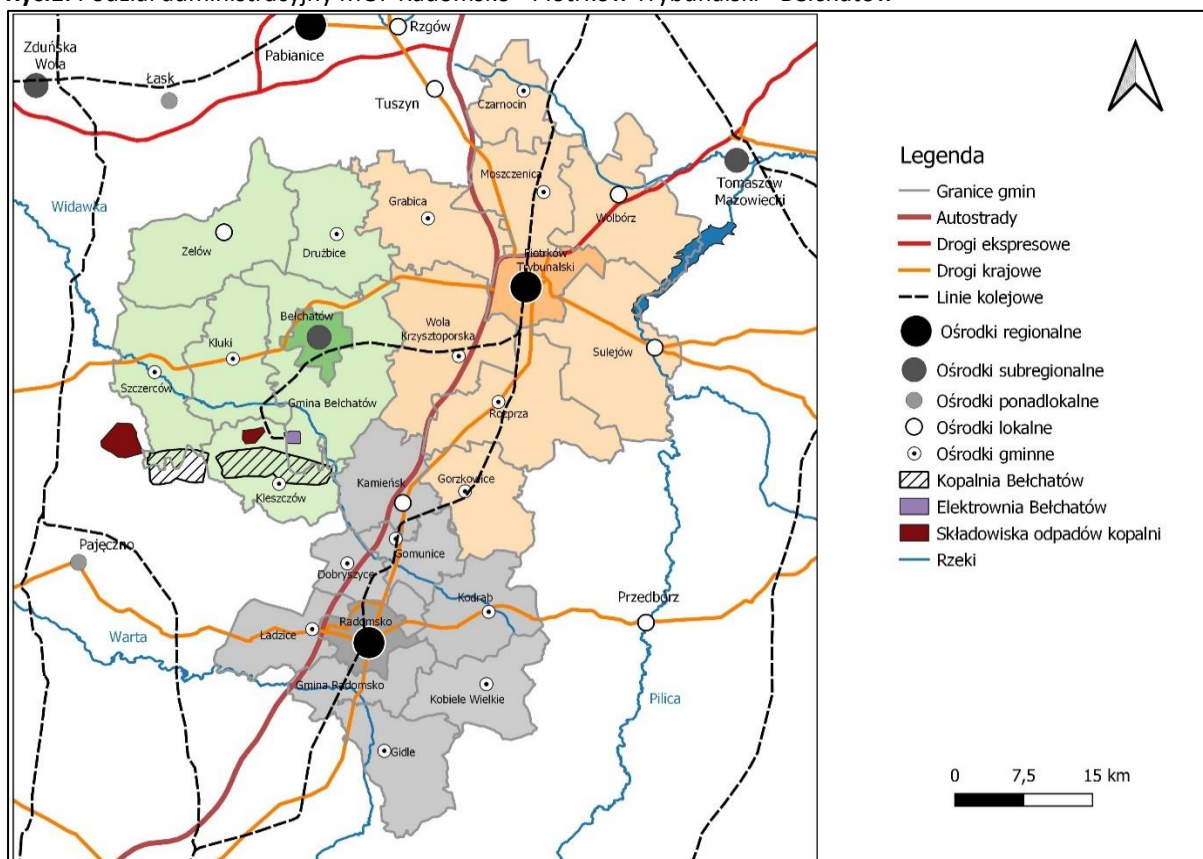 Rzgów
Zduńska
Wola
Pabianice
Łask
Tuszyn
Czarnocin
Moszczenica
Tomaszów
Mazowiecki
Widawka
Grabica
Wolbórz
Zelów
Drużbice
Piotrków
Trybunalski
Bełchatów
Wola
Krzysztoporska
Kluki
Sulejów
Szczerców
Gmina Bełchatów
Rozprza
Kleszczów
Kamieńsk
Gorzkowice
Pajęczno
Gomunice
Dobryszyce
Kodrąb
Przedbórz
Radomsko
Warta
Ładzice
Gmina Radomsko
Kobiele Wielkie
Pilica
Gidle
Legenda
Granice gmin
Autostrady
Drogi ekspresowe
Drogi krajowe
Linie kolejowe
Ośrodki regionalne
Ośrodki subregionalne
Ośrodki ponadlokalne
Ośrodki lokalne
Ośrodki gminne
Kopalnia Bełchatów
Elektrownia Bełchatów
Składowiska odpadów kopalni
Rzeki
0 7,5 15 km